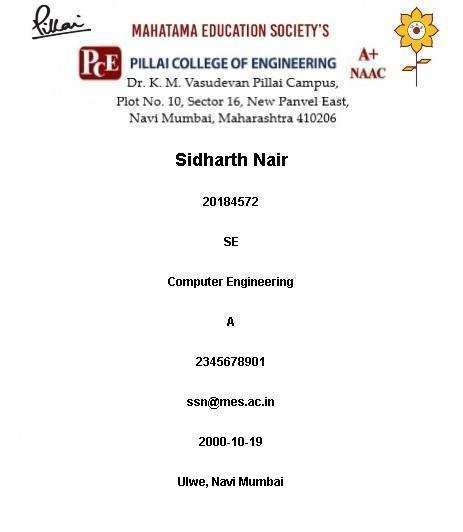 Pillai
MAHATAMA EDUCATION SOCIETY'S
PCE PILLAI COLLEGE OF ENGINEERING
A+
NAAC
Dr. K. M. Vasudevan Pillai Campus,
Plot No. 10, Sector 16, New Panvel East,
Navi Mumbai, Maharashtra 410206
Sidharth Nair
20184572
SE
Computer Engineering
A
2345678901
ssn@mes.ac.in
2000-10-19
Ulwe, Navi Mumbai